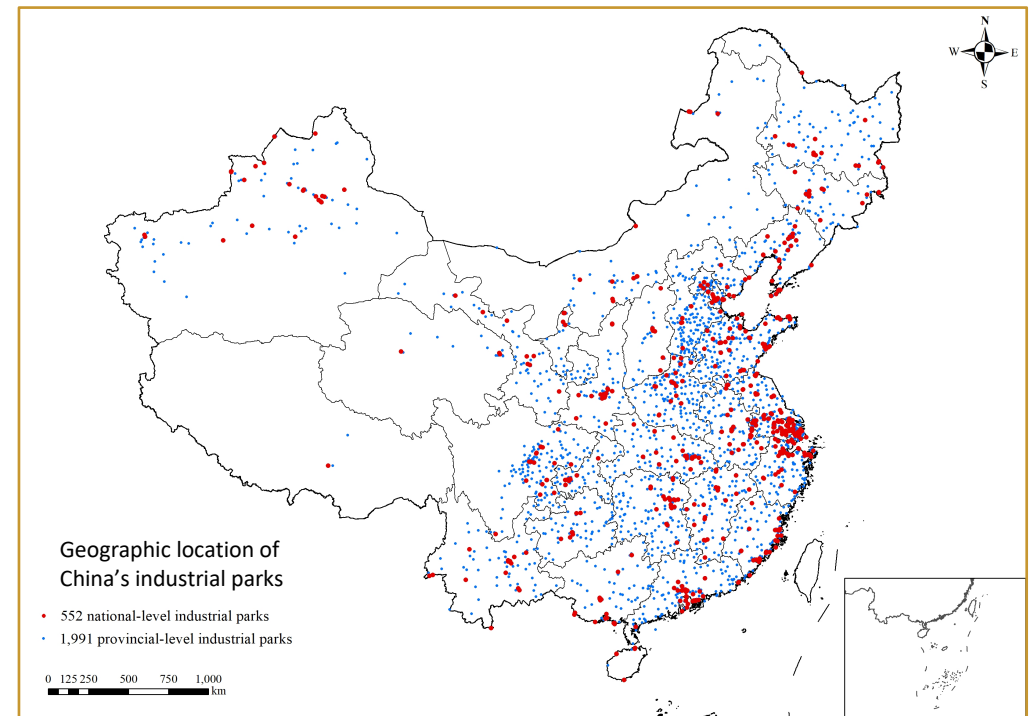 N
W E
S
Geographic location of
China’s industrial parks
552 national-level industrial parks
1,991 provincial-level industrial parks
0 125 250 500 750 1,000
km